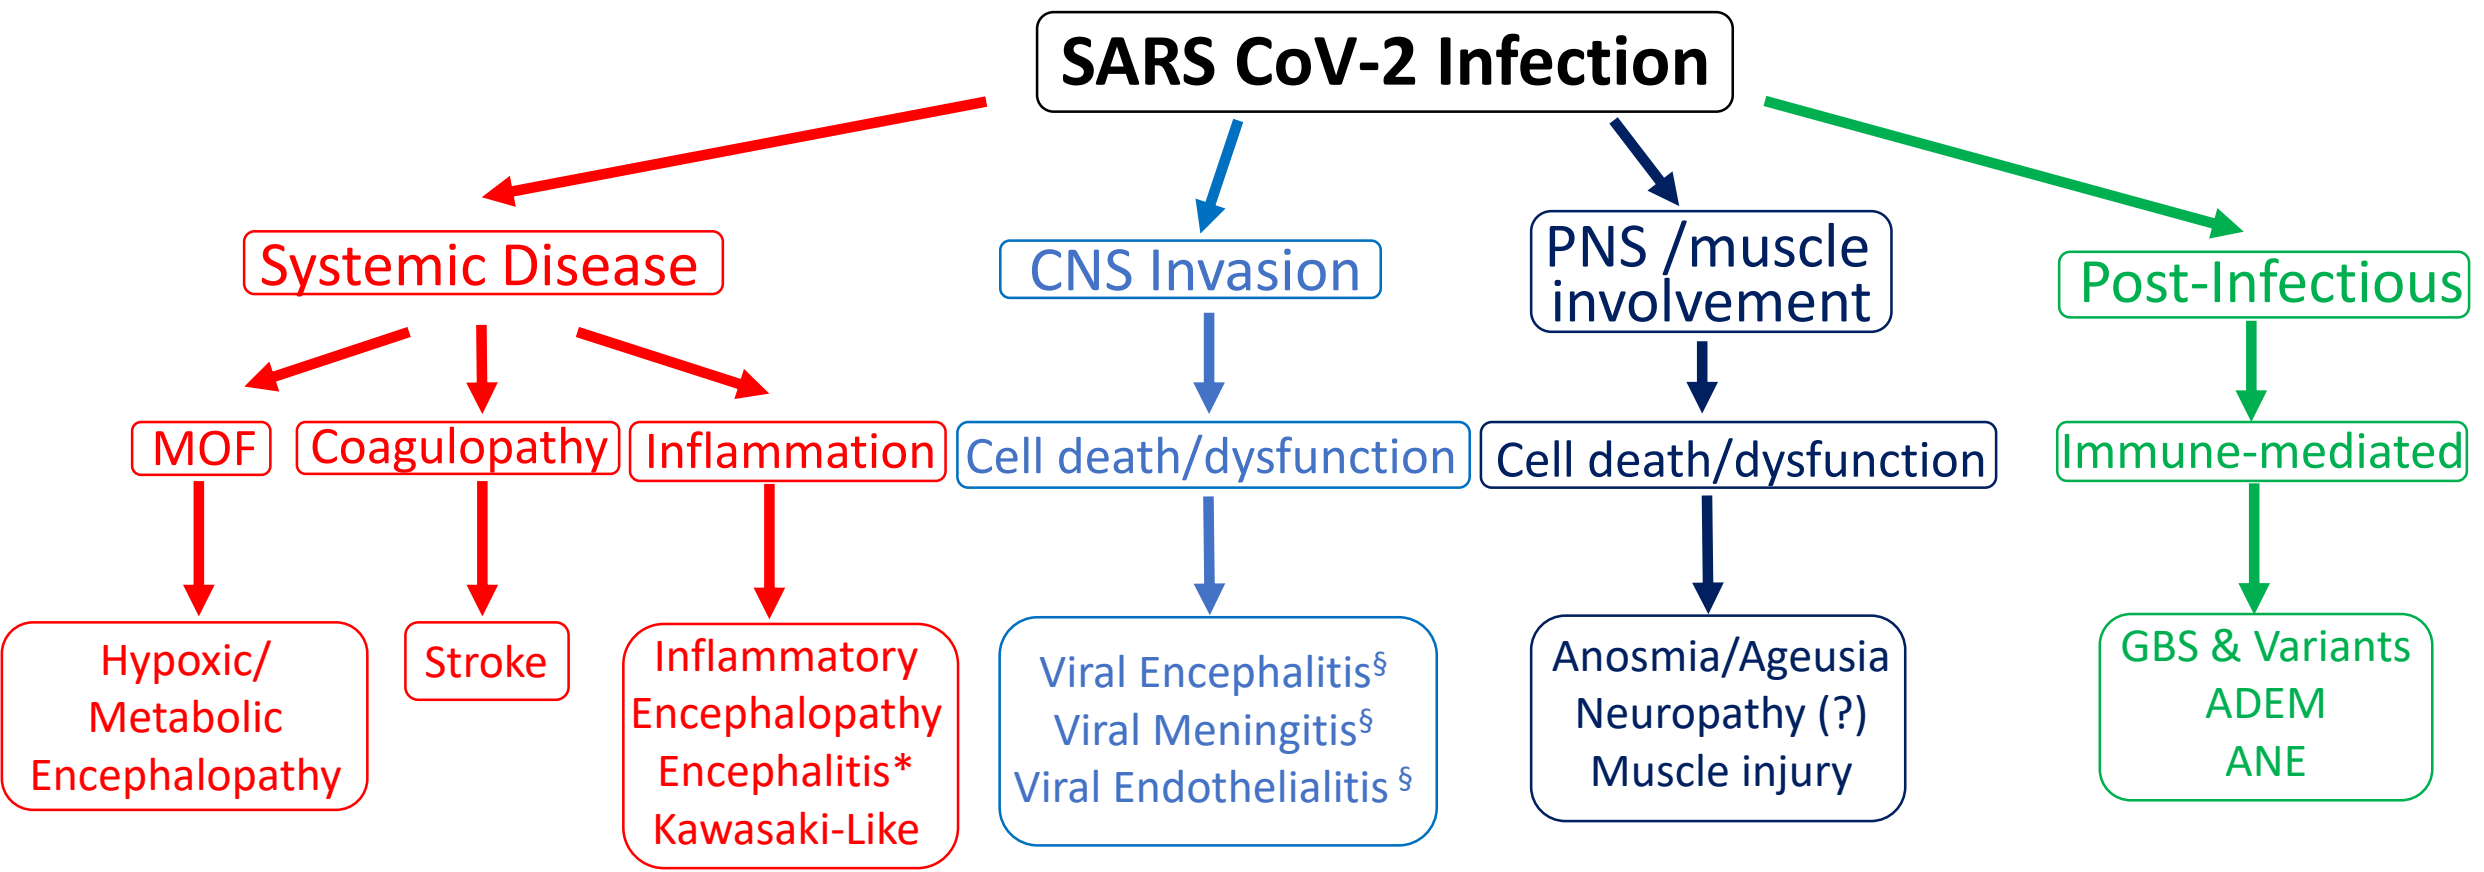 SARS CoV-2 Infection
Systemic Disease
CNS Invasion
PNS /muscle
involvement
Post-Infectious
MOF
Coagulopathy
Inflammation
Cell death/dysfunction
Cell death/dysfunction
Immune-mediated
Hypoxic/
Metabolic
Encephalopathy
Stroke
Inflammatory
Encephalopathy
Encephalitis*
Kawasaki-Like
Viral Encephalitis§
Viral Meningitis§
Viral Endothelialitis §
Anosmia/Ageusia
Neuropathy (?)
Muscle injury
GBS & Variants
ADEM
ANE